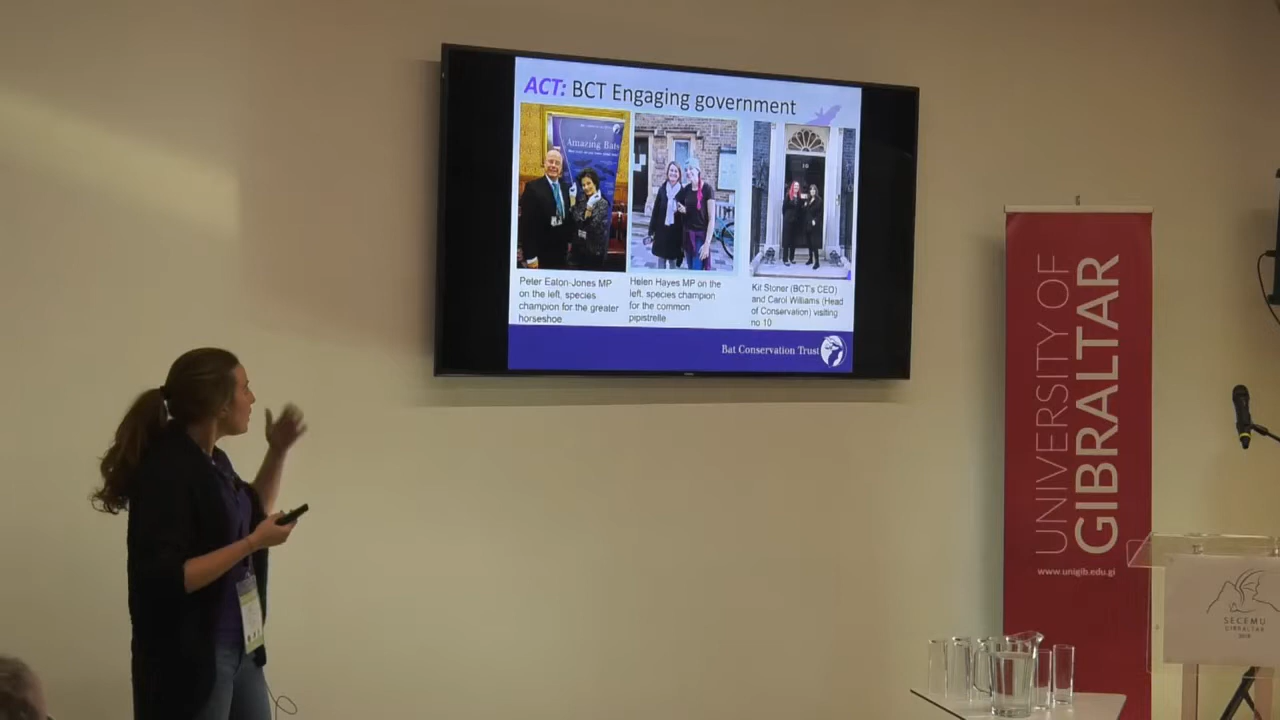 ACT: BCT Engaging government
Amazing Bats
10
Peter Eaton-Jones MP
on the left, species
champion for the greater
horseshoe
Helen Hayes MP on the
left, species champion
for the common
pipistrelle
Kit Stoner (BCT's CEO)
and Carol Williams (Head
of Conservation) visiting
no 10
Bat Conservation Trust
UNIVERSITY OF
GIBRALTAR
www.unigib.edu.gi
SECEMU
GIBRALTAR